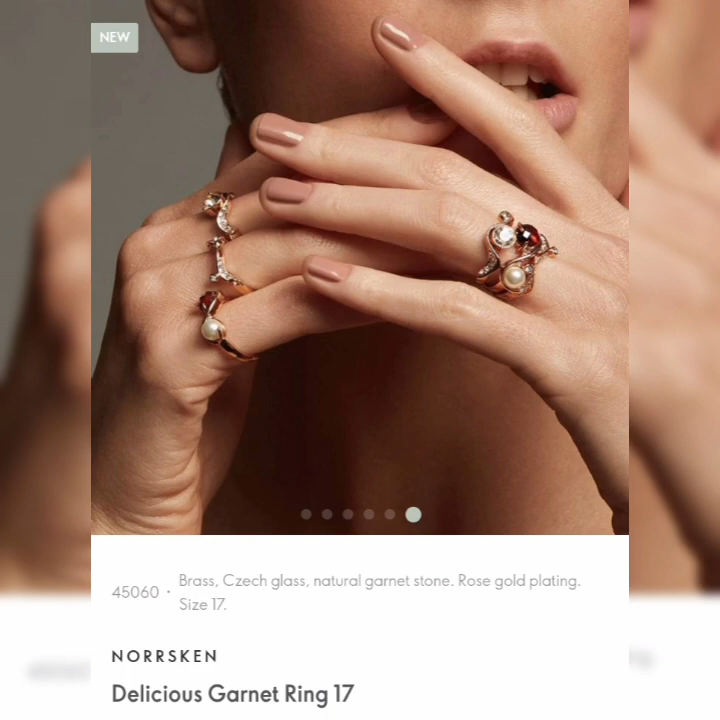 NEW
45060 · Brass, Czech glass, natural garnet stone. Rose gold plating.
Size 17.
NORRSKEN
Delicious Garnet Ring 17